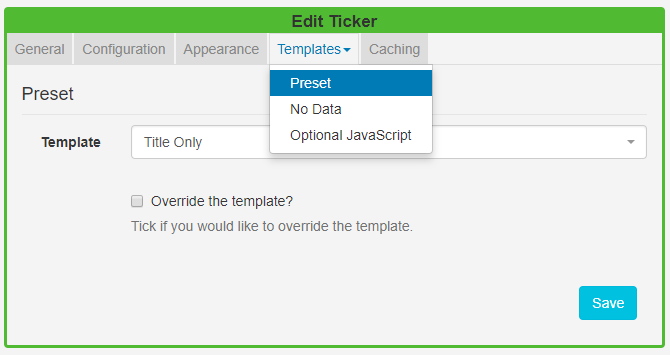 Edit Ticker
General Configuration Appearance Templates Caching
Preset
No Data
Optional JavaScript
Preset
Template Title Only
Override the template?
Tick if you would like to override the template.
Save